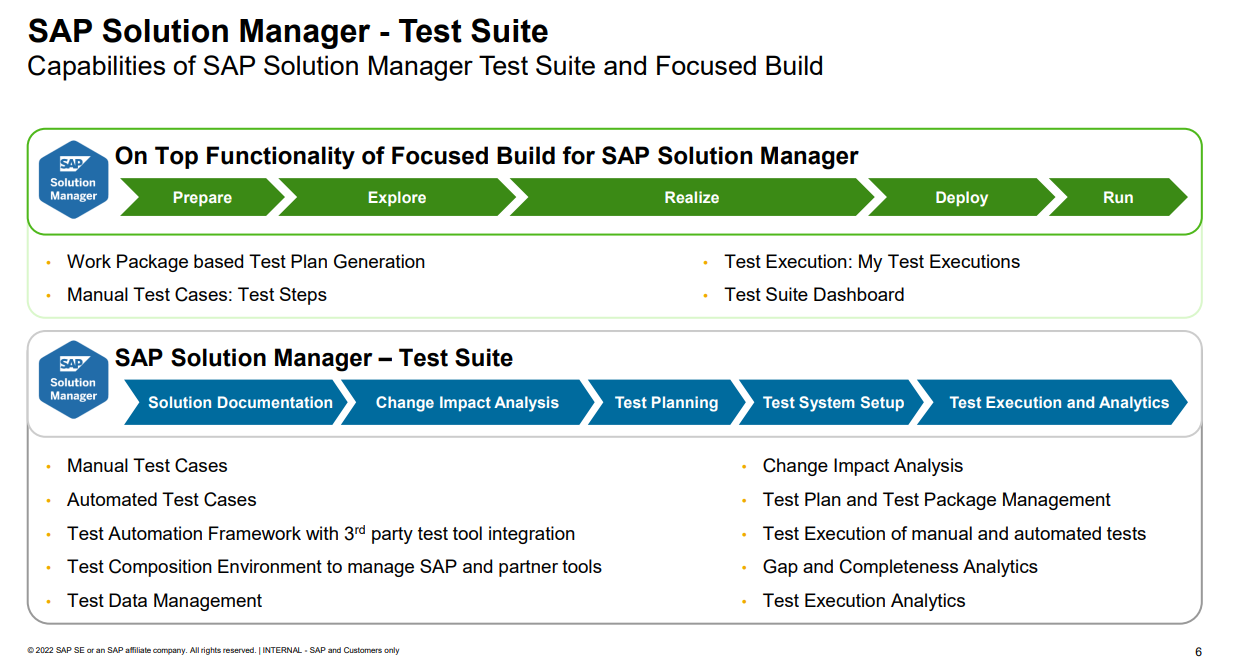 SAP Solution Manager - Test Suite
Capabilities of SAP Solution Manager Test Suite and Focused Build
SAP
Solution
Manager
On Top Functionality of Focused Build for SAP Solution Manager
Prepare
Explore
Realize
Deploy
Run
• Work Package based Test Plan Generation
• Manual Test Cases: Test Steps
• Test Execution: My Test Executions
• Test Suite Dashboard
SAP
Solution
Manager
SAP Solution Manager – Test Suite
Solution Documentation
Change Impact Analysis
Test Planning
Test System Setup
Test Execution and Analytics
• Manual Test Cases
• Automated Test Cases
• Test Automation Framework with 3rd party test tool integration
• Test Composition Environment to manage SAP and partner tools
• Test Data Management
• Change Impact Analysis
• Test Plan and Test Package Management
• Test Execution of manual and automated tests
• Gap and Completeness Analytics
• Test Execution Analytics
© 2022 SAP SE or an SAP affiliate company. All rights reserved. | INTERNAL - SAP and Customers only
6